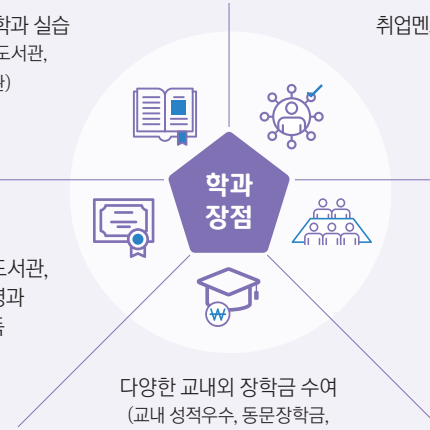 학과 실습
도서관,
취업멘
학과
장점
도서관,
다양한 교내외 장학금 수여
(교내 성적우수, 동문장학금,